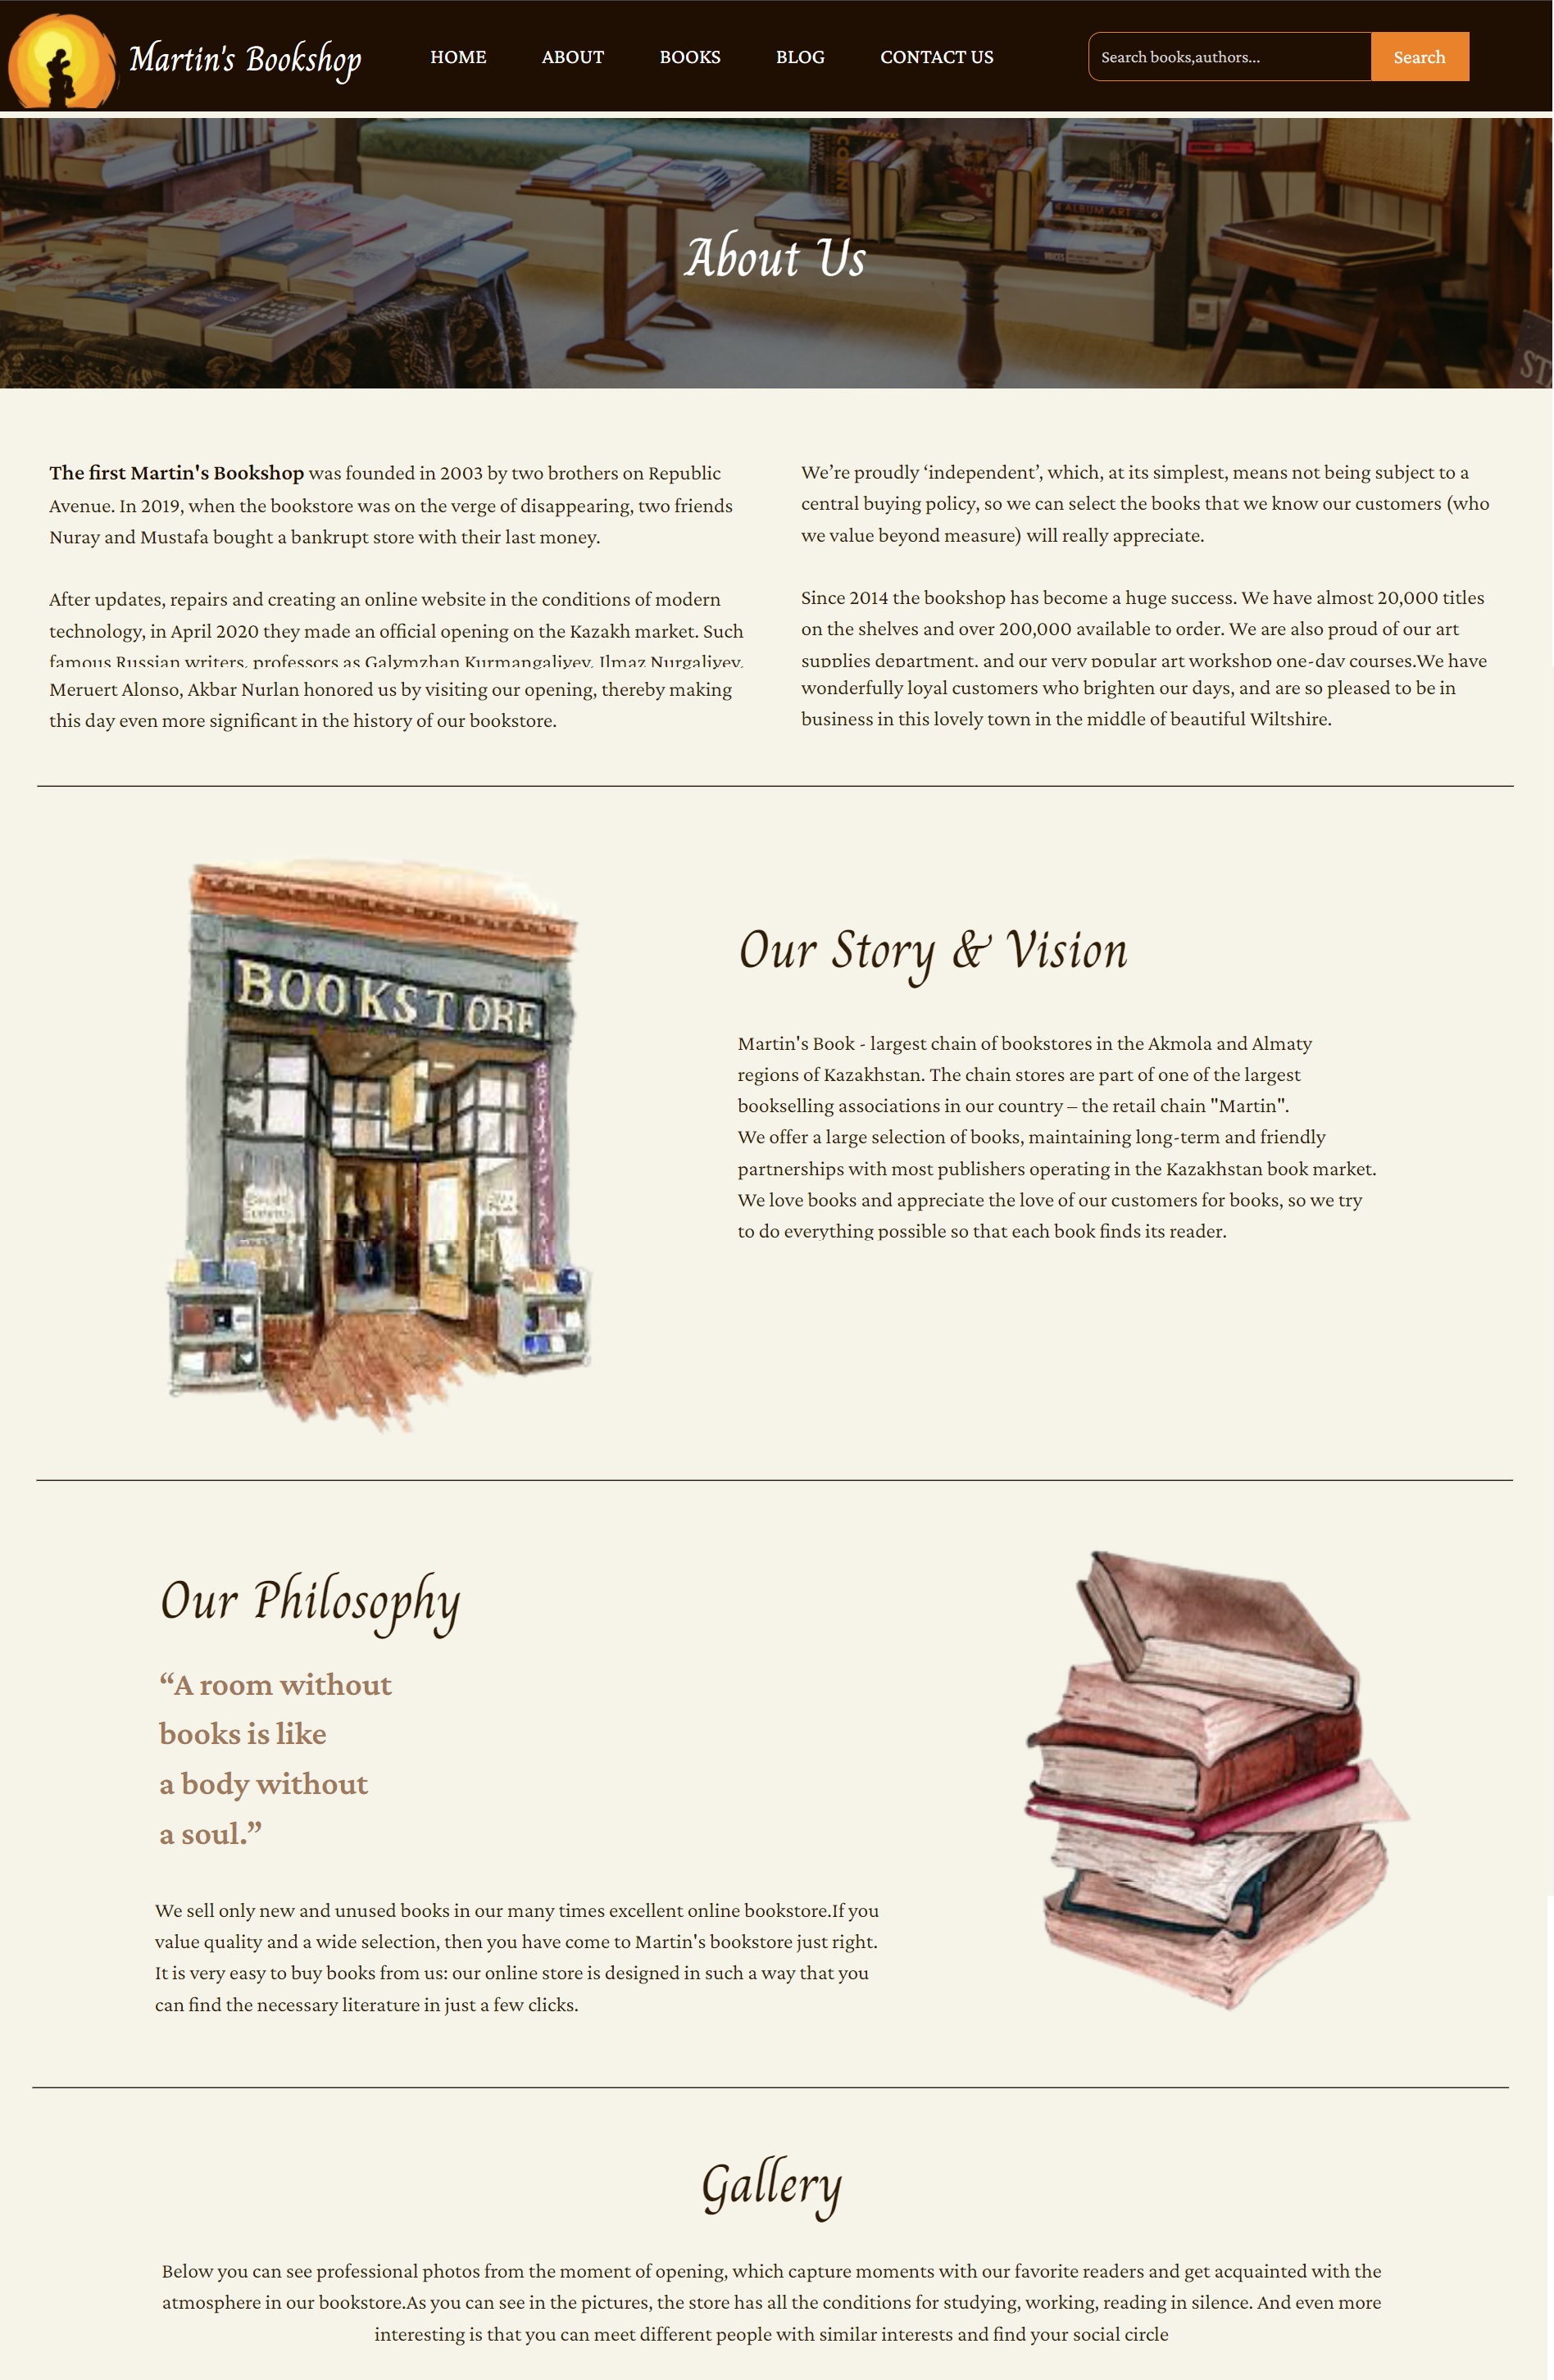 Martin's Bookshop
HOME
ABOUT
BOOKS
BLOG
CONTACT US
Search books,authors...
Search
ALBUM ART
About Us
The first Martin's Bookshop was founded in 2003 by two brothers on Republic
Avenue. In 2019, when the bookstore was on the verge of disappearing, two friends
Nuray and Mustafa bought a bankrupt store with their last money.
After updates, repairs and creating an online website in the conditions of modern
technology, in April 2020 they made an official opening on the Kazakh market. Such
famous Russian writers, professors as Galymzhan Kurmangaliyev, Ilmaz Nurgaliyev,
Meruert Alonso, Akbar Nurlan honored us by visiting our opening, thereby making
this day even more significant in the history of our bookstore.
We’re proudly ‘independent’, which, at its simplest, means not being subject to a
central buying policy, so we can select the books that we know our customers (who
we value beyond measure) will really appreciate.
Since 2014 the bookshop has become a huge success. We have almost 20,000 titles
on the shelves and over 200,000 available to order. We are also proud of our art
supplies department, and our very popular art workshop one-day courses.We have
wonderfully loyal customers who brighten our days, and are so pleased to be in
business in this lovely town in the middle of beautiful Wiltshire.
BOOKSTORE
Our Story & Vision
Martin's Book - largest chain of bookstores in the Akmola and Almaty
regions of Kazakhstan. The chain stores are part of one of the largest
bookselling associations in our country – the retail chain "Martin".
We offer a large selection of books, maintaining long-term and friendly
partnerships with most publishers operating in the Kazakhstan book market.
We love books and appreciate the love of our customers for books, so we try
to do everything possible so that each book finds its reader.
Our Philosophy
“A room without
books is like
a body without
a soul.”
We sell only new and unused books in our many times excellent online bookstore.If you
value quality and a wide selection, then you have come to Martin's bookstore just right.
It is very easy to buy books from us: our online store is designed in such a way that you
can find the necessary literature in just a few clicks.
Gallery
Below you can see professional photos from the moment of opening, which capture moments with our favorite readers and get acquainted with the
atmosphere in our bookstore.As you can see in the pictures, the store has all the conditions for studying, working, reading in silence. And even more
interesting is that you can meet different people with similar interests and find your social circle